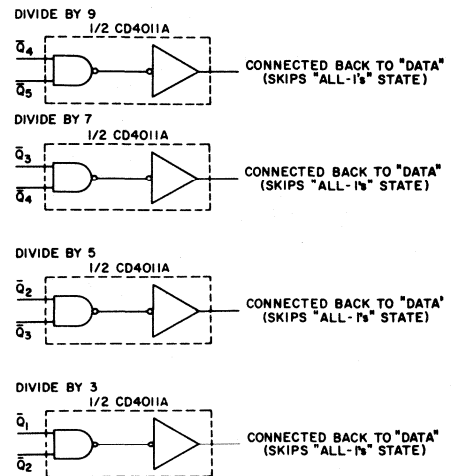 DIVIDE BY 9
1/2 CD4011A
Q̅4
Q̅5
CONNECTED BACK TO "DATA"
(SKIPS "ALL-1's" STATE)
DIVIDE BY 7
1/2 CD4011A
Q̅3
Q̅4
CONNECTED BACK TO "DATA"
(SKIPS "ALL-1's" STATE)
DIVIDE BY 5
1/2 CD4011A
Q̅2
Q̅3
CONNECTED BACK TO "DATA'
(SKIPS "ALL-1's" STATE)
DIVIDE BY 3
1/2 CD4011A
Q̅1
Q̅2
CONNECTED BACK TO "DATA"
(SKIPS "ALL-1's" STATE)